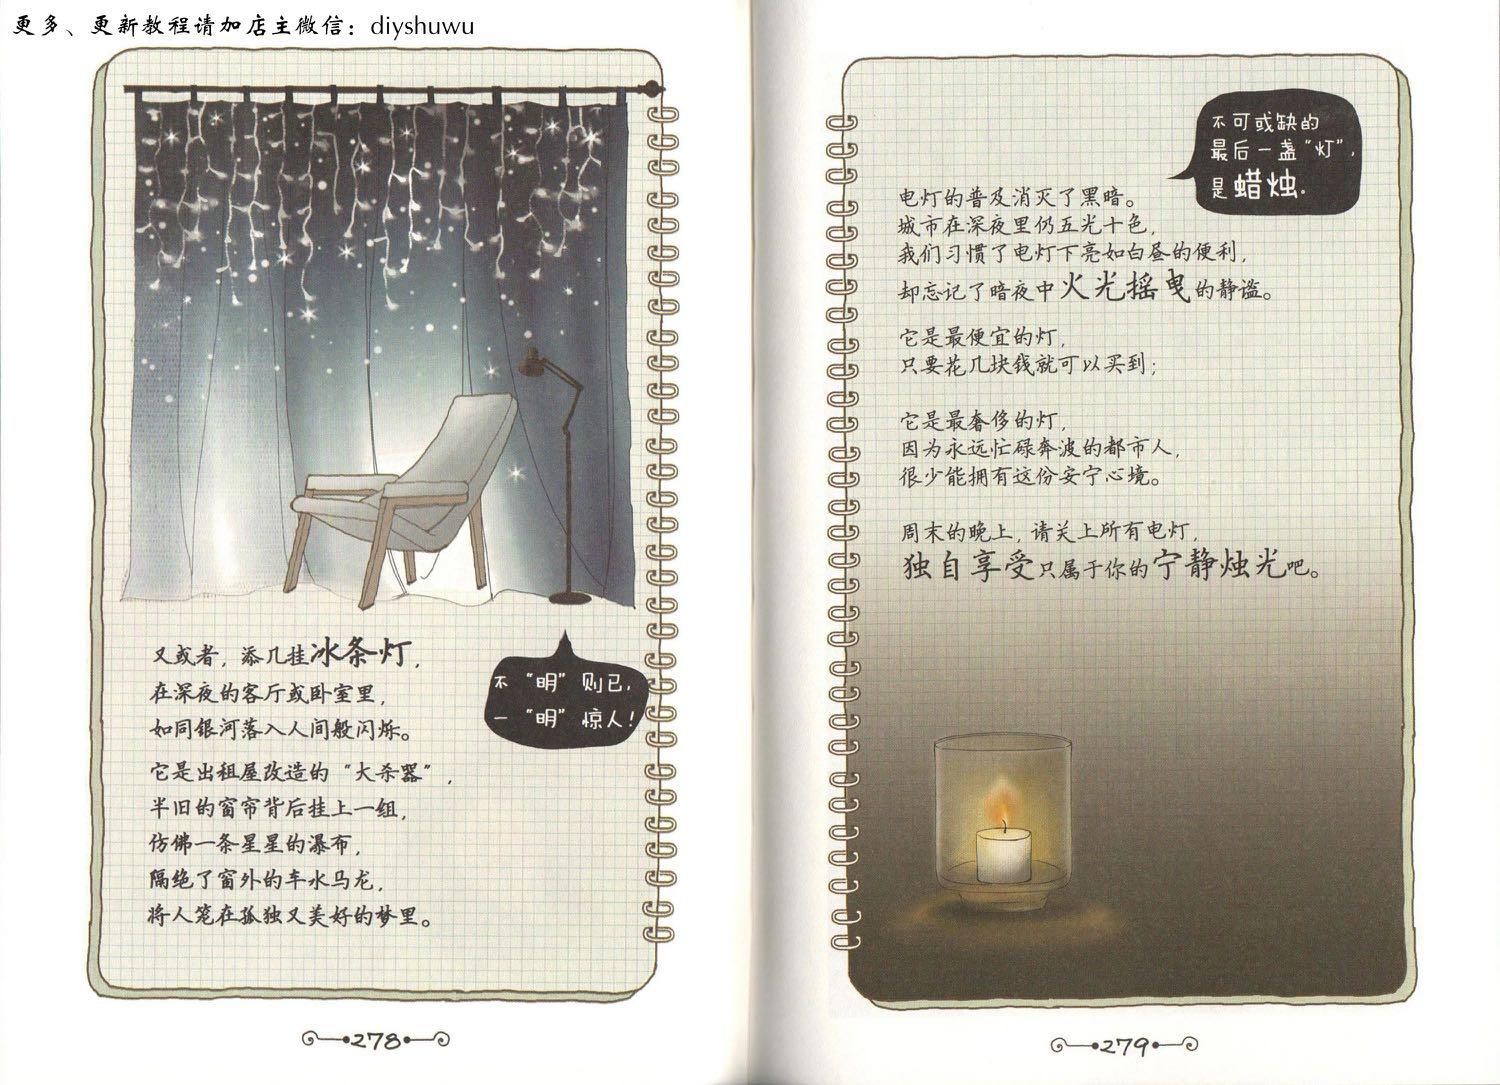 更多、更新教程请加店主微信：diyshuwu
又或者，添几挂冰条灯，
在深夜的客厅或卧室里，
如同银河落入人间般闪烁。
不“明”则已，
一“明”惊人！
它是出租屋改造的“大杀器”，
半旧的窗帘背后挂上一组，
仿佛一条星星的瀑布，
隔绝了窗外的车水马龙，
将人笼在孤独又美好的梦里。
278
不可或缺的
最后一盏“灯”，
是蜡烛.
电灯的普及消灭了黑暗。
城市在深夜里仍五光十色，
我们习惯了电灯下亮如白昼的便利，
却忘记了暗夜中火光摇曳的静谧。
它是最便宜的灯，
只要花几块钱就可以买到；
它是最奢侈的灯，
因为永远忙碌奔波的都市人，
很少能拥有这份安宁心境。
周末的晚上，请关上所有电灯，
独自享受只属于你的宁静烛光吧。
279